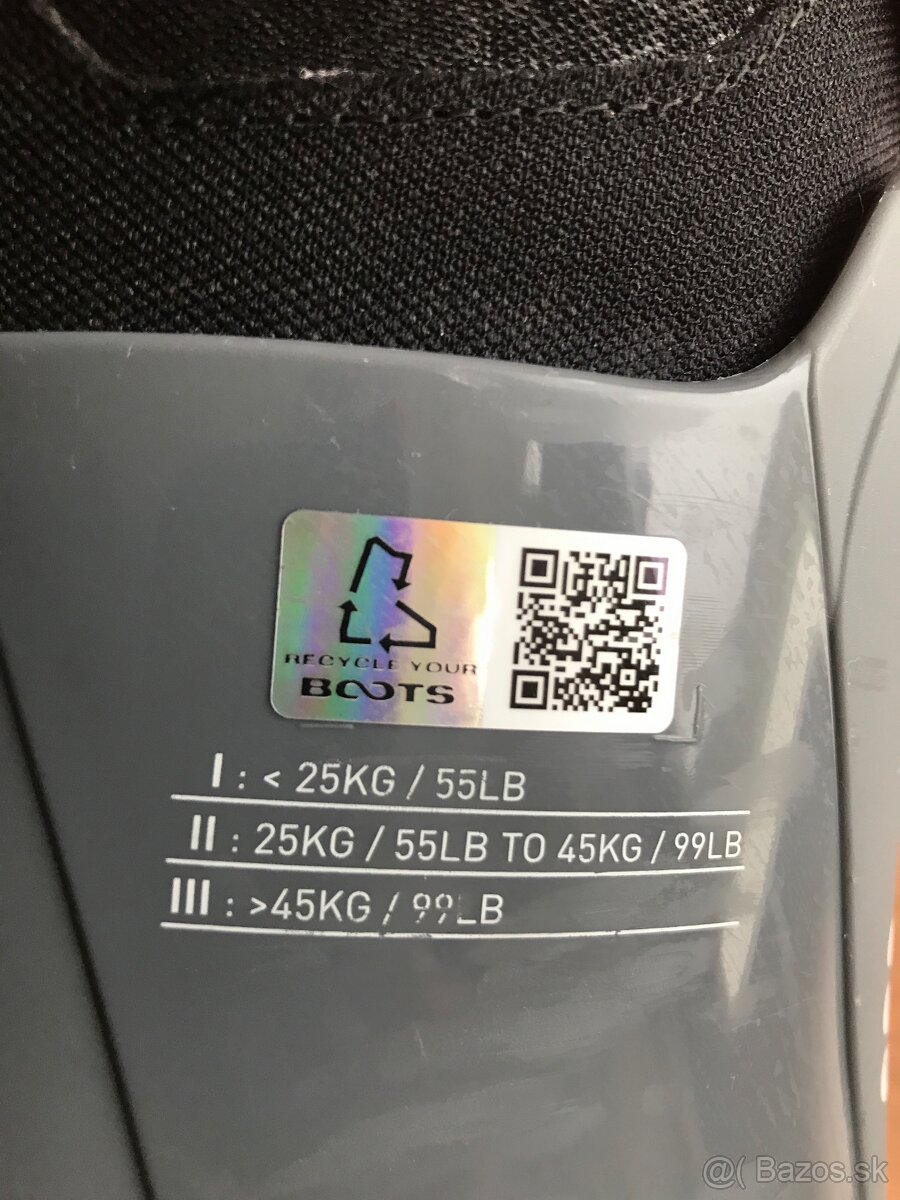 RECYCLE YOUR
BOOTS
I : < 25KG / 55LB
II : 25KG / 55LB TO 45KG / 99LB
III : >45KG / 99LB
@( Bazos.sk